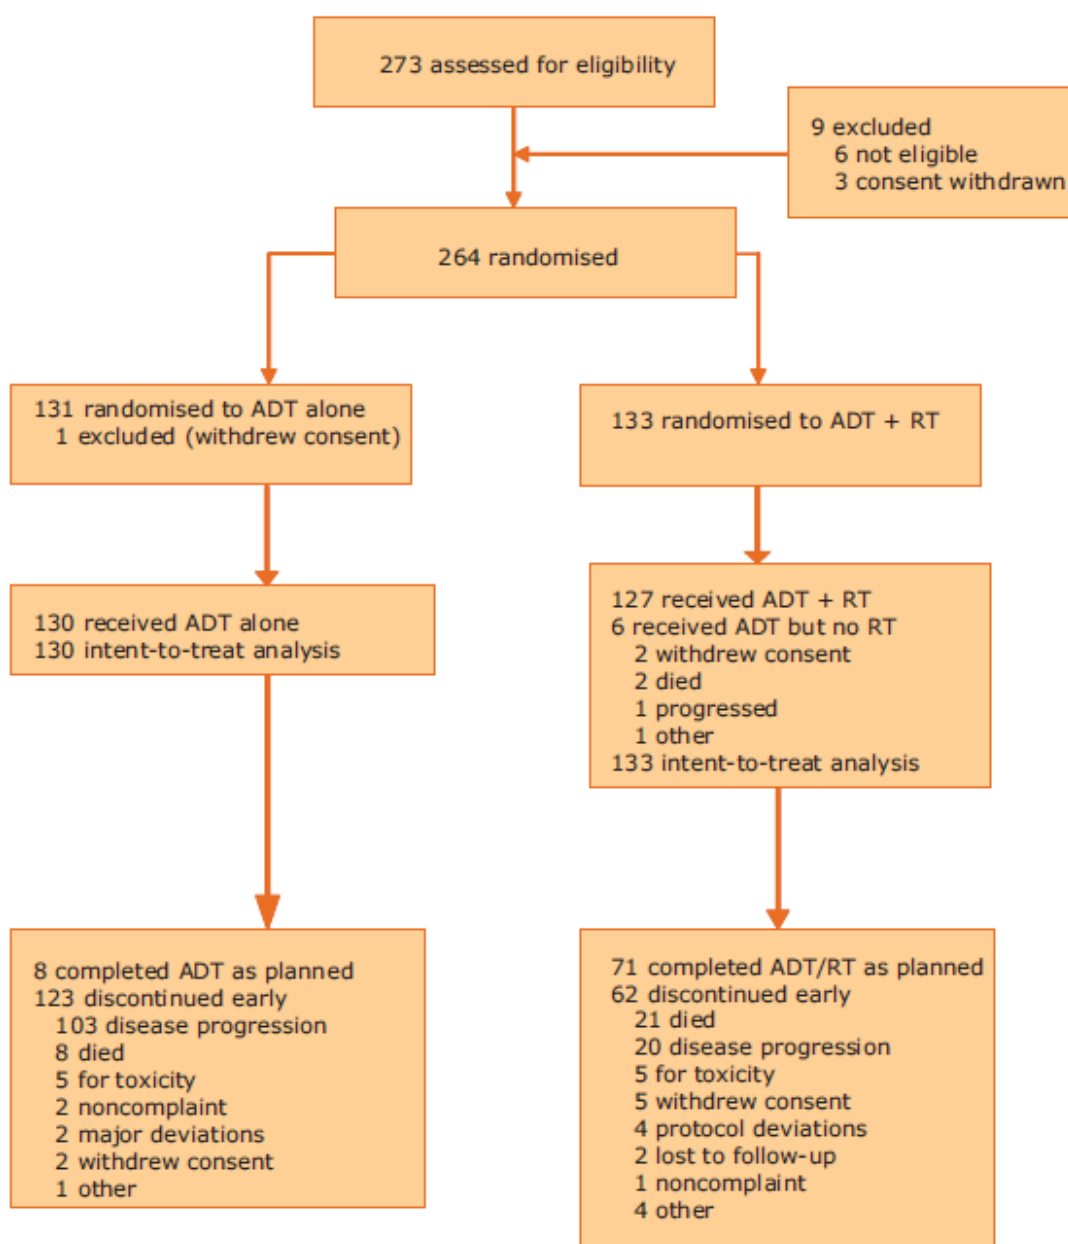 273 assessed for eligibility
9 excluded
6 not eligible
3 consent withdrawn
264 randomised
131 randomised to ADT alone
1 excluded (withdrew consent)
133 randomised to ADT + RT
130 received ADT alone
130 intent-to-treat analysis
127 received ADT + RT
6 received ADT but no RT
2 withdrew consent
2 died
1 progressed
1 other
133 intent-to-treat analysis
8 completed ADT as planned
123 discontinued early
103 disease progression
8 died
5 for toxicity
2 noncomplaint
2 major deviations
2 withdrew consent
1 other
71 completed ADT/RT as planned
62 discontinued early
21 died
20 disease progression
5 for toxicity
5 withdrew consent
4 protocol deviations
2 lost to follow-up
1 noncomplaint
4 other